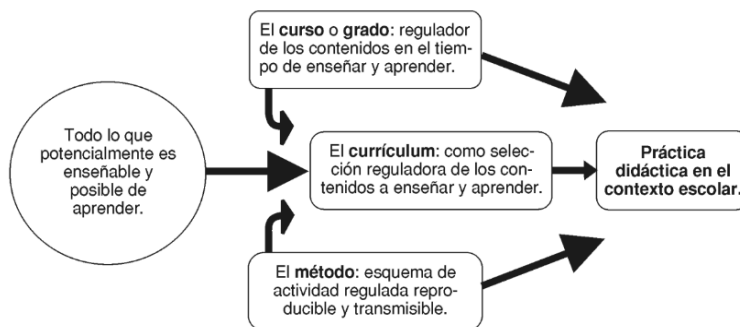 El curso o grado: regulador
de los contenidos en el tiem-
po de enseñar y aprender.
Todo lo que
potencialmente es
enseñable y
posible de
aprender.
El currículum: como selec-
ción reguladora de los con-
tenidos a enseñar y aprender.
Práctica
didáctica en el
contexto escolar.
El método: esquema de
actividad regulada repro-
ducible y transmisible.